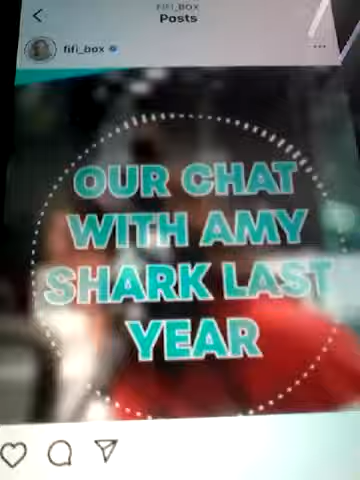 FIFI_BOX
Posts
fifi_box
OUR CHAT
WITH AMY
SHARK LAST
YEAR